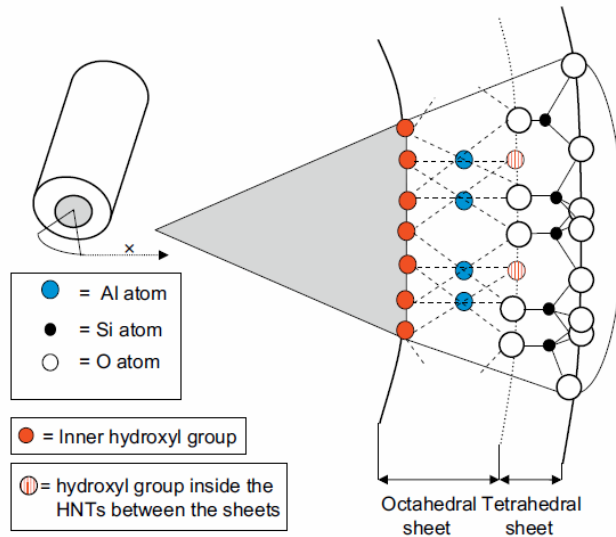 ×
= Al atom
= Si atom
= O atom
= Inner hydroxyl group
= hydroxyl group inside the
HNTs between the sheets
Octahedral Tetrahedral
sheet sheet